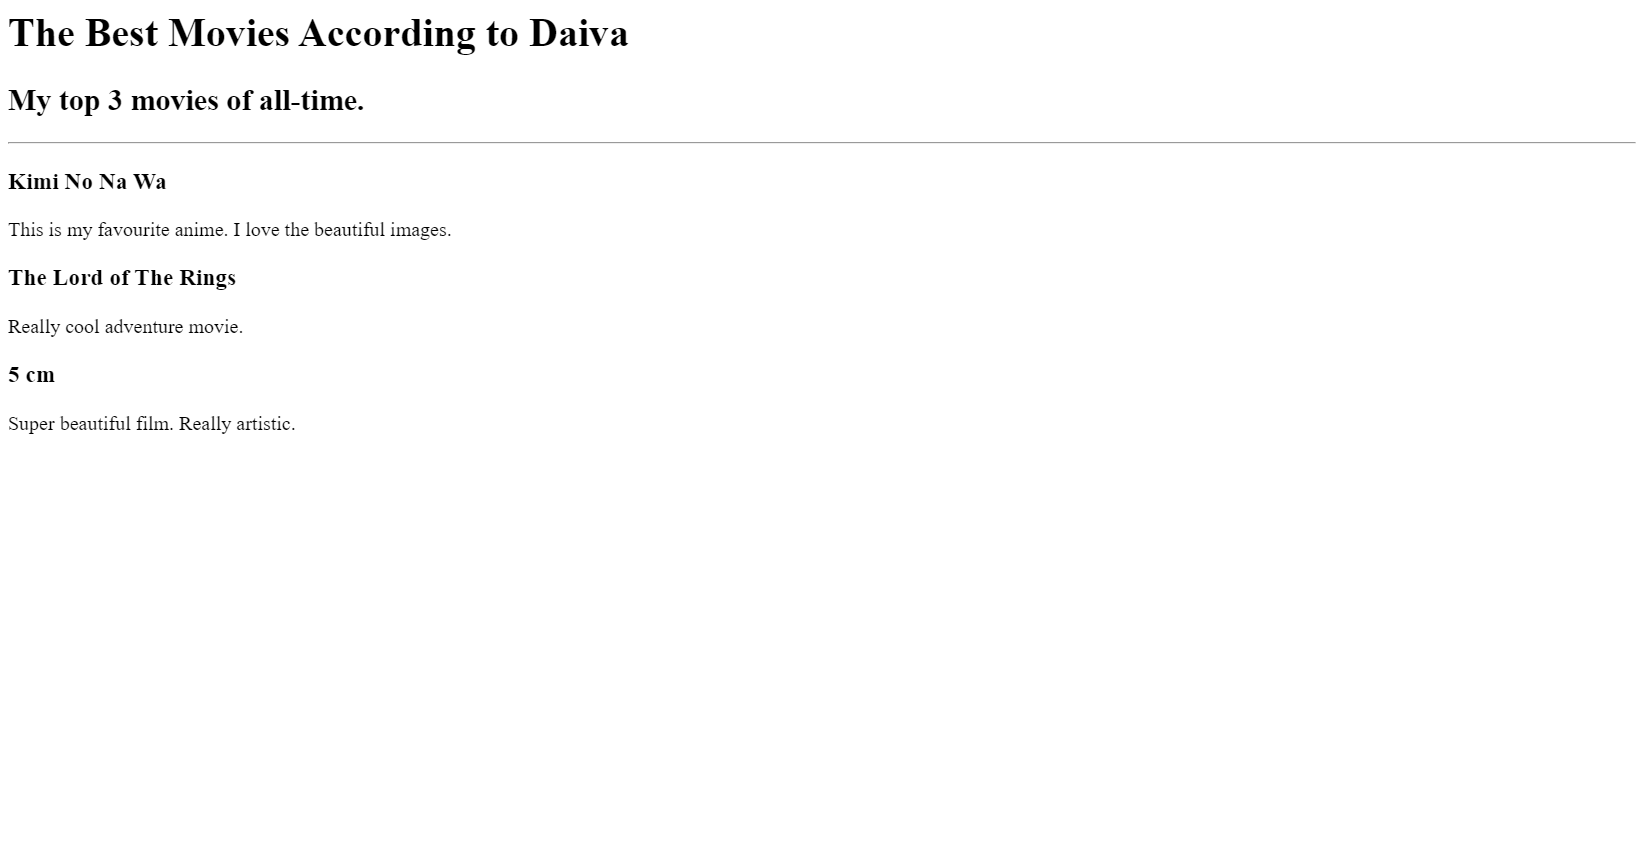 The Best Movies According to Daiva
My top 3 movies of all-time.
Kimi No Na Wa
This is my favourite anime. I love the beautiful images.
The Lord of The Rings
Really cool adventure movie.
5 cm
Super beautiful film. Really artistic.